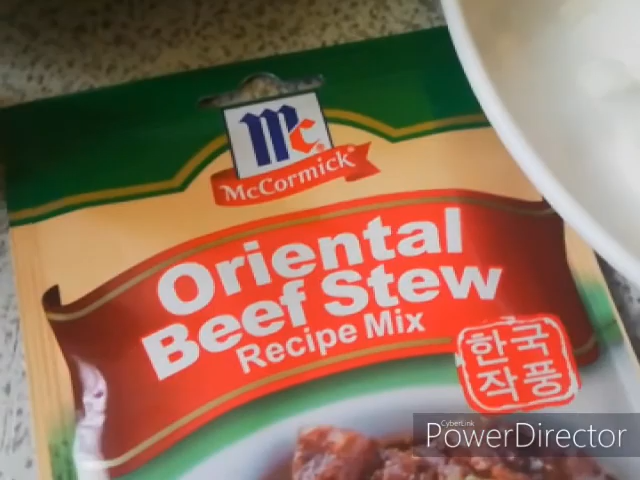 Mc
McCormick®
Oriental
Beef Stew
Recipe Mix
한국
작풍
CyberLink
PowerDirector